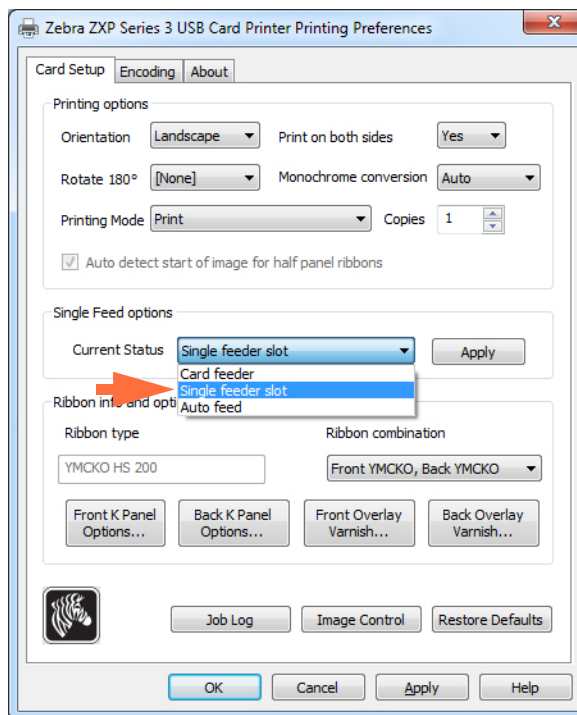 Zebra ZXP Series 3 USB Card Printer Printing Preferences
Card Setup Encoding About
Printing options
Orientation Landscape Print on both sides Yes
Rotate 180° [None] Monochrome conversion Auto
Printing Mode Print Copies 1
Auto detect start of image for half panel ribbons
Single Feed options
Current Status Single feeder slot Apply
Card feeder
Single feeder slot
Auto feed
Ribbon info and opti
Ribbon type Ribbon combination
YMCKO HS 200 Front YMCKO, Back YMCKO
Front K Panel Back K Panel Front Overlay Back Overlay
Options... Options... Varnish... Varnish...
Job Log Image Control Restore Defaults
OK Cancel Apply Help